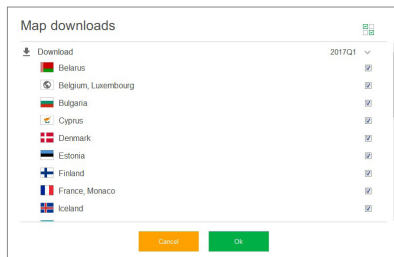 Map downloads
Download 2017Q1
Belarus
Belgium, Luxembourg
Bulgaria
Cyprus
Denmark
Estonia
Finland
France, Monaco
Iceland
Cancel Ok